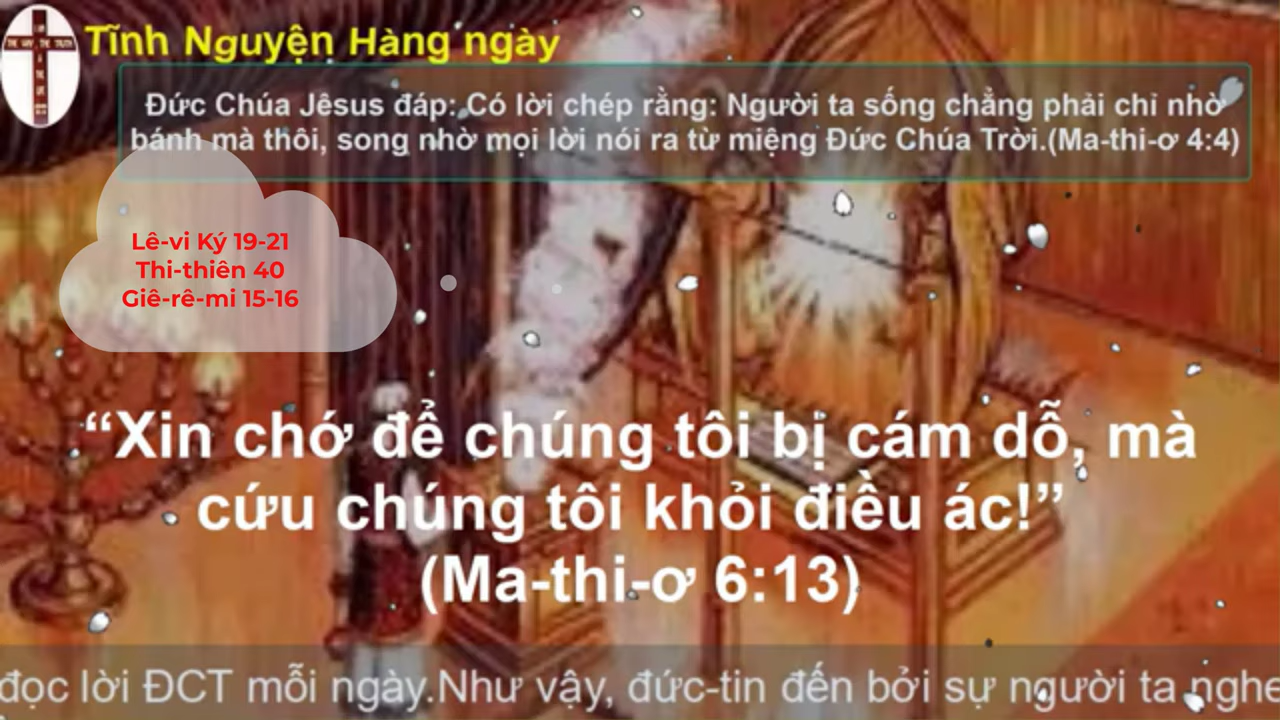 Tĩnh Nguyện Hàng ngày
Đức Chúa Jêsus đáp: Có lời chép rằng: Người ta sống chẳng phải chỉ nhờ
bánh mà thôi, song nhờ mọi lời nói ra từ miệng Đức Chúa Trời.(Ma-thi-ơ 4:4)
Lê-vi Ký 19-21
Thi-thiên 40
Giê-rê-mi 15-16
“Xin chớ để chúng tôi bị cám dỗ, mà
cứu chúng tôi khỏi điều ác!”
(Ma-thi-ơ 6:13)
đọc lời ĐCT mỗi ngày.Như vậy, đức-tin đến bởi sự người ta nghe